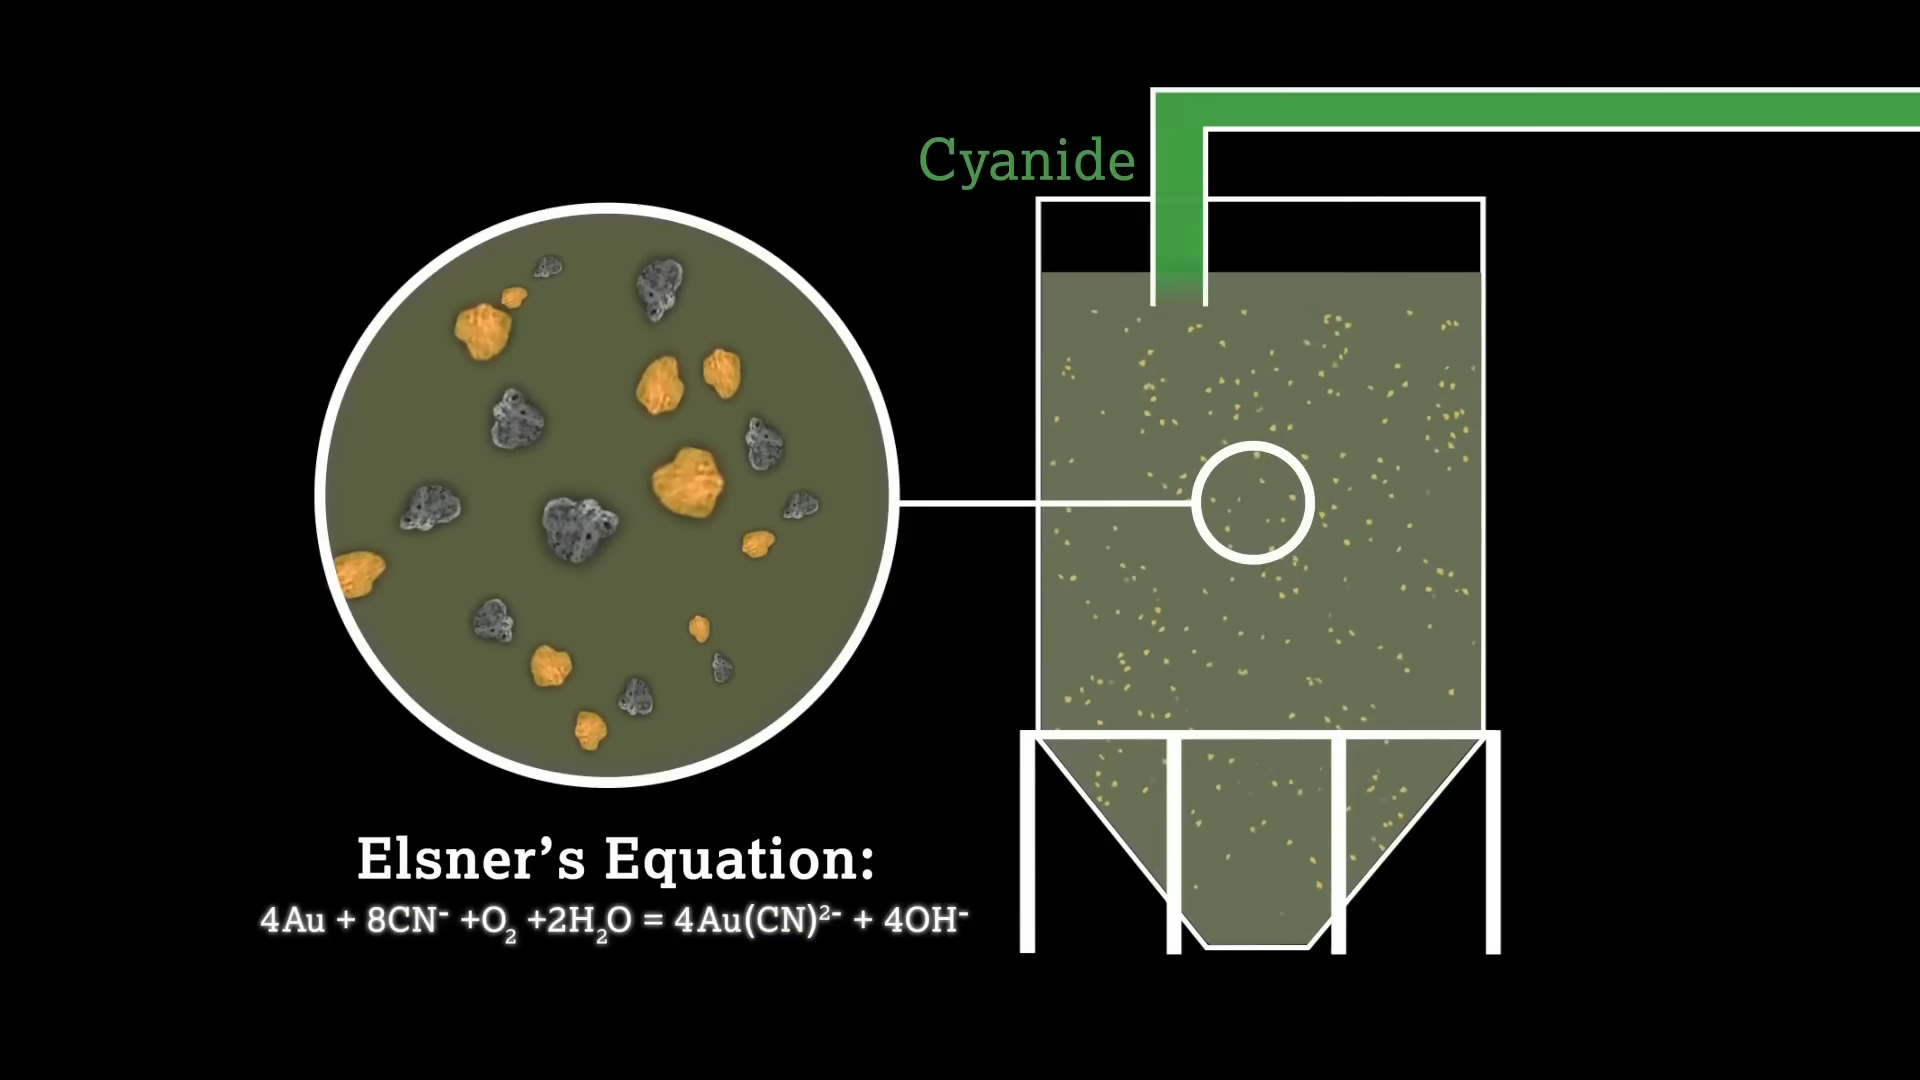 Cyanide
Elsner’s Equation:
4Au + 8CN⁻ +O₂ +2H₂O = 4Au(CN)²⁻ + 4OH⁻